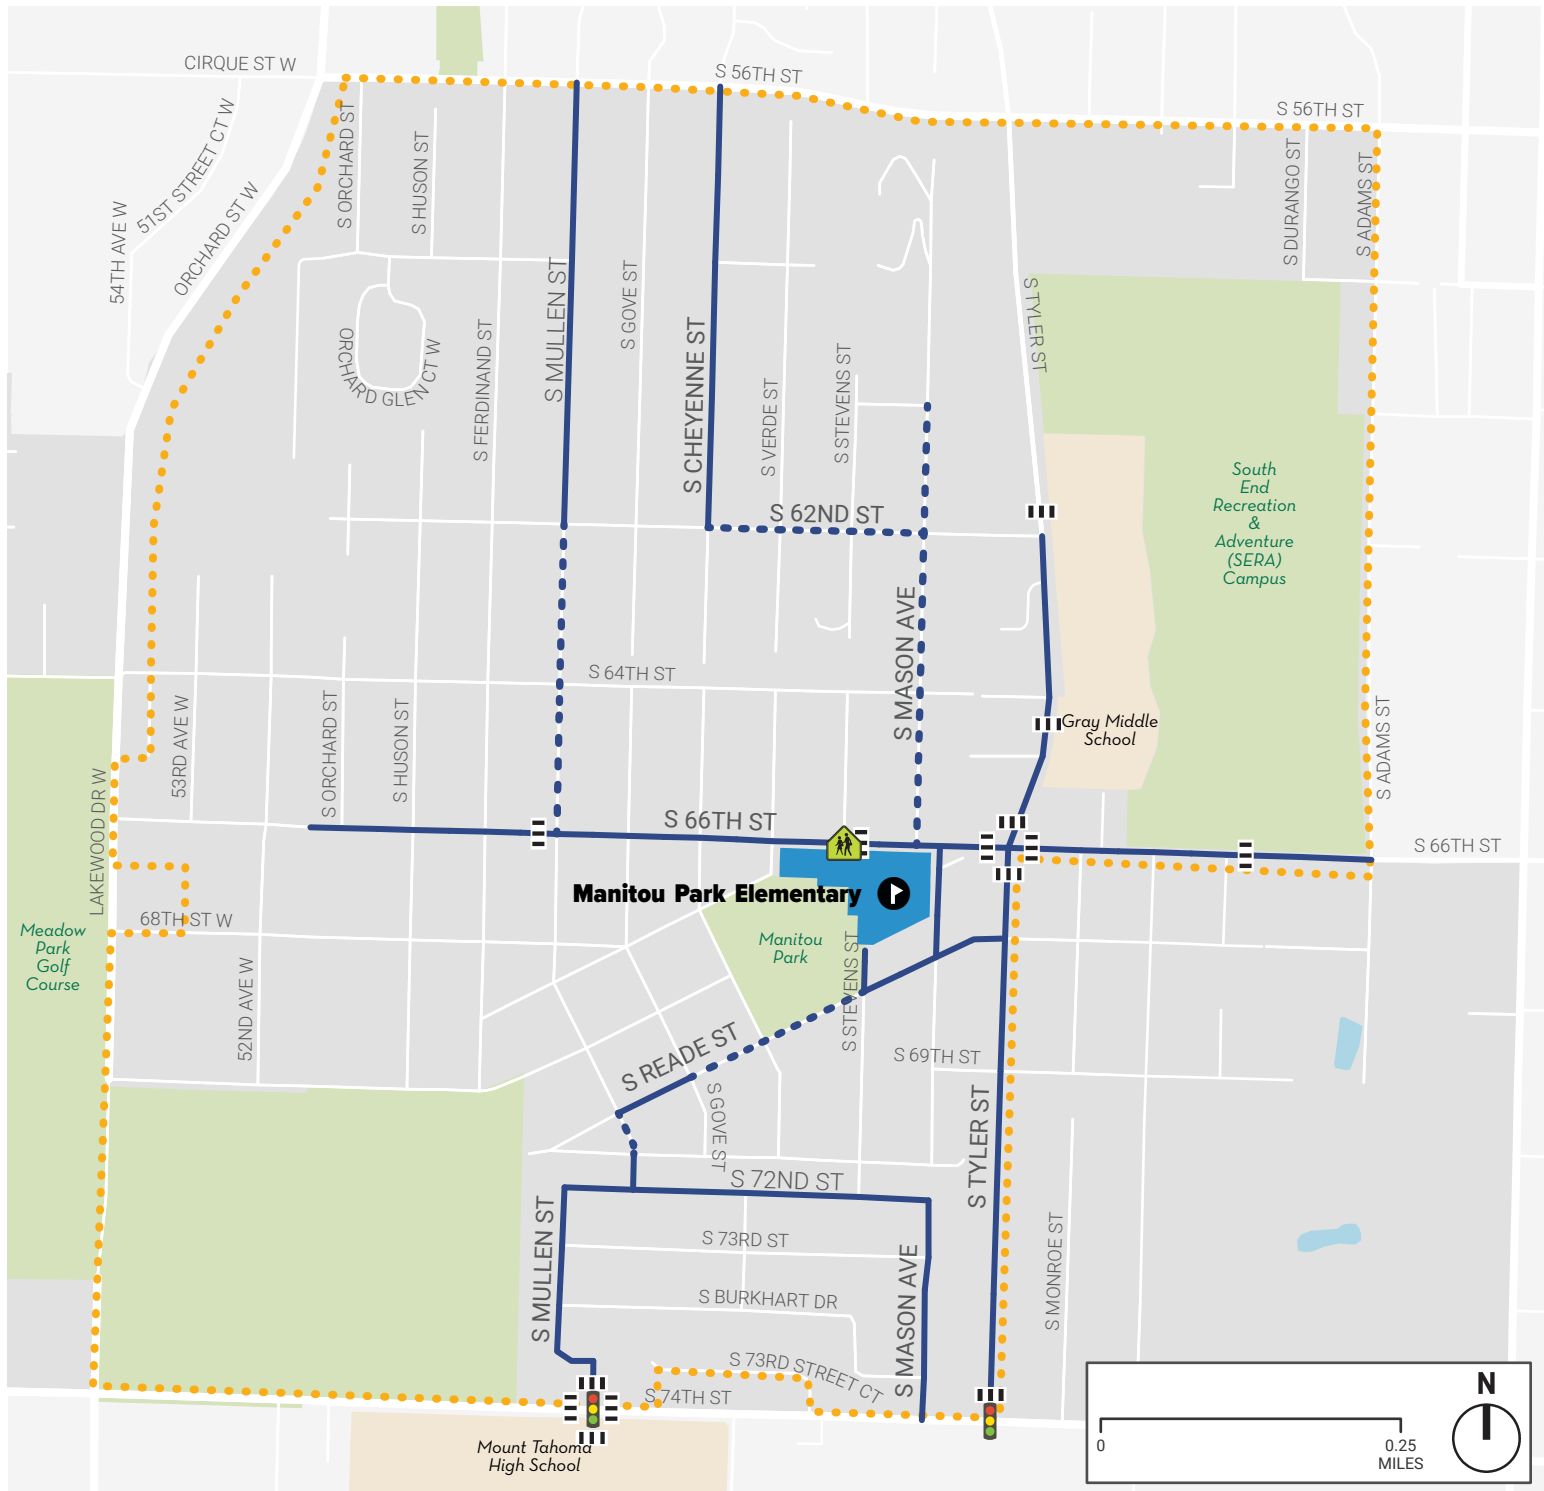 CIRQUE ST W
S 56TH ST
S 56TH ST
51ST STREET CT W
54TH AVE W
ORCHARD ST W
S ORCHARD ST
S HUSON ST
S DURANGO ST
S ADAMS ST
S MULLEN ST
S GOVE ST
S CHEYENNE ST
S TYLER ST
ORCHARD GLEN CT W
S FERDINAND ST
S VERDE ST
S STEVENS ST
South
End
Recreation
&
Adventure
(SERA)
Campus
S 62ND ST
S MASON AVE
S 64TH ST
53RD AVE W
S ORCHARD ST
S HUSON ST
Gray Middle
School
S ADAMS ST
LAKEWOOD DR W
S 66TH ST
S 66TH ST
Manitou Park Elementary
68TH ST W
Meadow
Park
Golf
Course
Manitou
Park
S STEVENS ST
52ND AVE W
S READE ST
S 69TH ST
S GOVE ST
S TYLER ST
S 72ND ST
S MULLEN ST
S 73RD ST
S MASON AVE
S MONROE ST
S BURKHART DR
S 73RD STREET CT
S 74TH ST
Mount Tahoma
High School
N
0
0.25
MILES